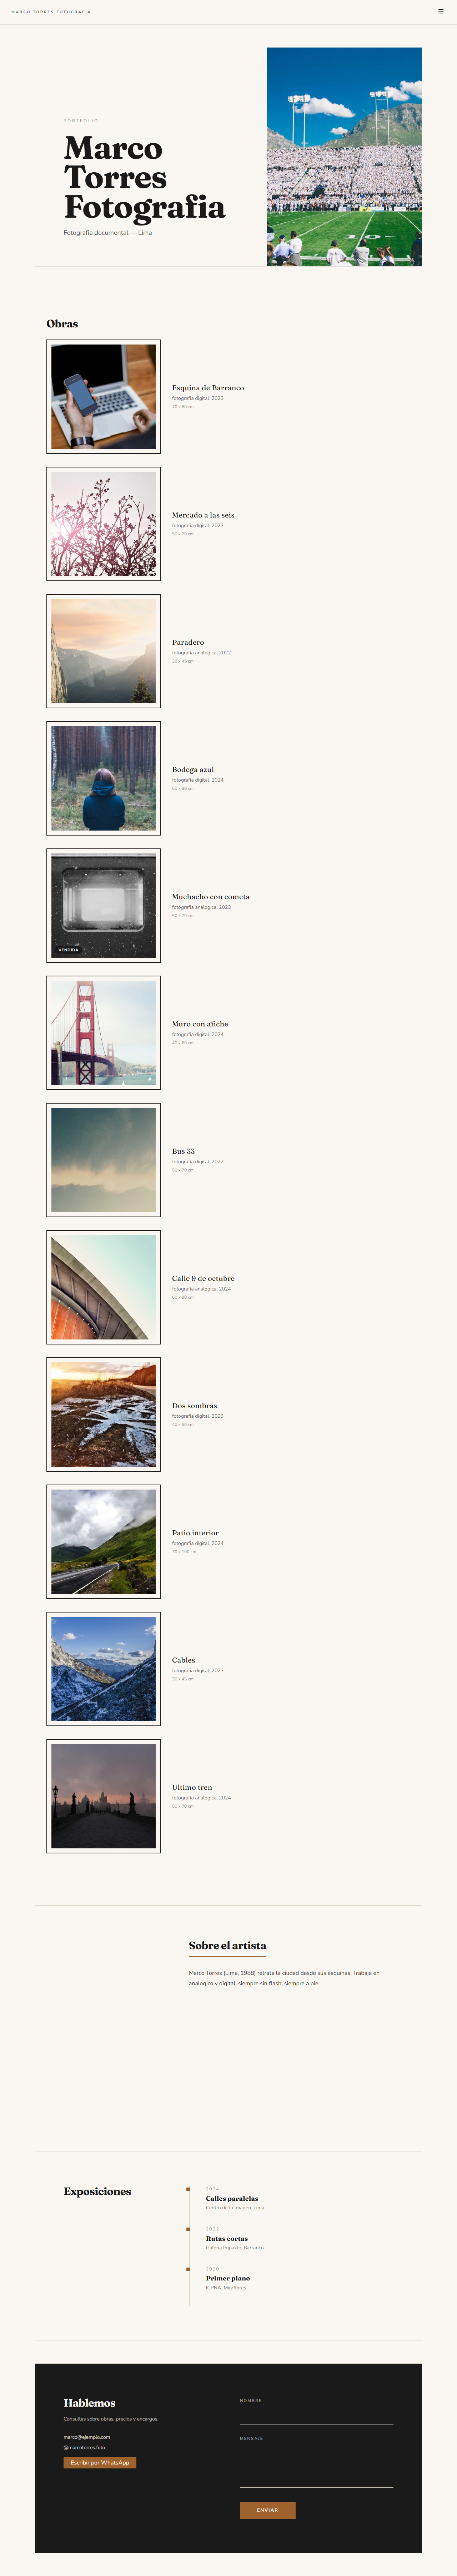 MARCO TORRES FOTOGRAFIA
PORTFOLIO
Marco
Torres
Fotografia
Fotografia documental — Lima
Obras
Esquina de Barranco
fotografia digital, 2023
40 x 60 cm
Mercado a las seis
fotografia digital, 2023
50 x 70 cm
Paradero
fotografia analogica, 2022
30 x 45 cm
Bodega azul
fotografia digital, 2024
60 x 90 cm
VENDIDA
Muchacho con cometa
fotografia analogica, 2023
50 x 70 cm
Muro con afiche
fotografia digital, 2024
40 x 60 cm
Bus 33
fotografia digital, 2022
50 x 70 cm
Calle 9 de octubre
fotografia analogica, 2024
60 x 90 cm
Dos sombras
fotografia digital, 2023
40 x 60 cm
Patio interior
fotografia digital, 2024
70 x 100 cm
Cables
fotografia digital, 2023
30 x 45 cm
Ultimo tren
fotografia analogica, 2024
50 x 70 cm
Sobre el artista
Marco Torres (Lima, 1988) retrata la ciudad desde sus esquinas. Trabaja en
analogico y digital, siempre sin flash, siempre a pie.
Exposiciones
2024
Calles paralelas
Centro de la Imagen, Lima
2022
Rutas cortas
Galeria Impakto, Barranco
2020
Primer plano
ICPNA, Miraflores
Hablemos
Consultas sobre obras, precios y encargos.
marco@ejemplo.com
@marcotorres.foto
Escribir por WhatsApp
NOMBRE
MENSAJE
ENVIAR